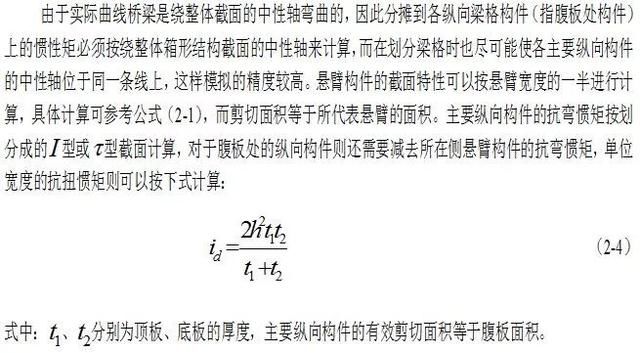 由于实际曲线桥梁是绕整体截面的中性轴弯曲的，因此分摊到各纵向梁格构件（指腹板处构件）
上的惯性矩必须按绕整体箱形结构截面的中性轴来计算，而在划分梁格时也尽可能使各主要纵向构件
的中性轴位于同一条线上，这样模拟的精度较高。悬臂构件的截面特性可以按悬臂宽度的一半进行计
算，具体计算可参考公式（2-1），而剪切面积等于所代表悬臂的面积。主要纵向构件的抗弯惯矩按划
分成的I型或τ型截面计算，对于腹板处的纵向构件则还需要减去所在侧悬臂构件的抗弯惯矩，单位
宽度的抗扭惯矩则可以按下式计算：
i_d=\frac{2h^2t_1t_2}{t_1+t_2} （2-4）
式中：t₁、t₂分别为顶板、底板的厚度，主要纵向构件的有效剪切面积等于腹板面积。